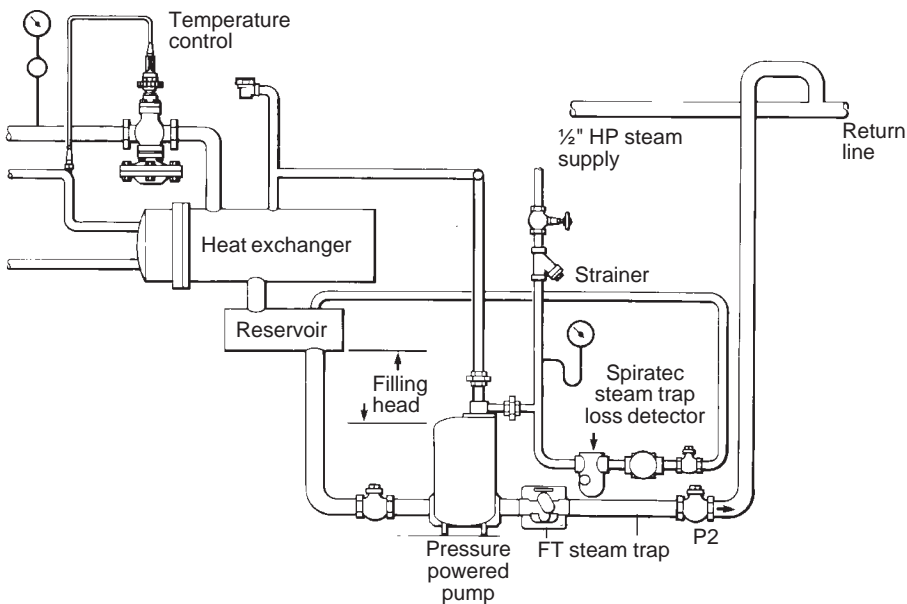 Temperature
control
½" HP steam
supply
Return
line
Heat exchanger
Strainer
Reservoir
Filling
head
Spiratec
steam trap
loss detector
P2
FT steam trap
Pressure
powered
pump